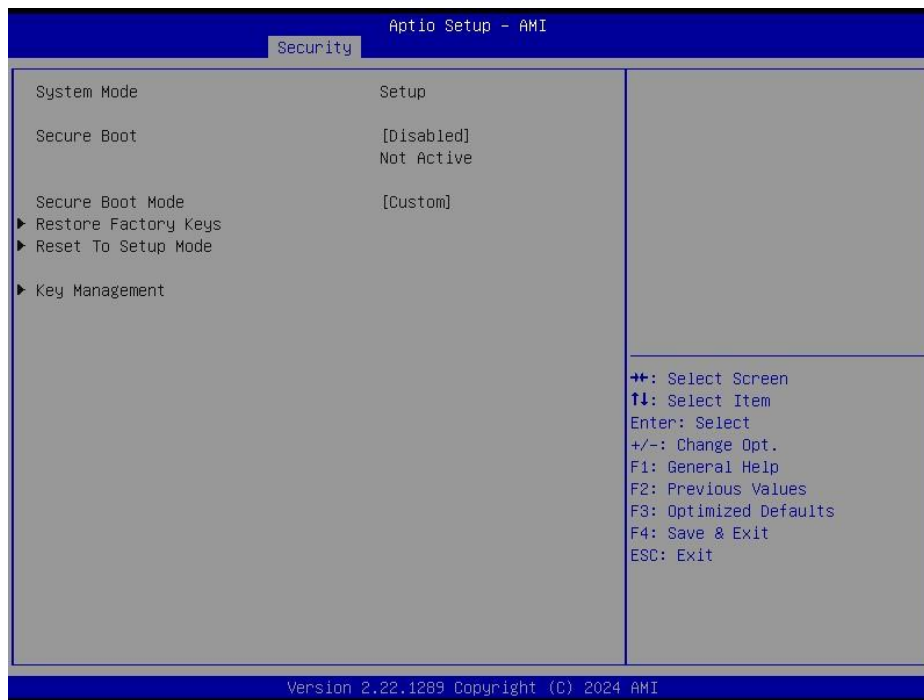 Aptio Setup - AMI
Security
System Mode Setup
Secure Boot [Disabled]
Not Active
Secure Boot Mode [Custom]
► Restore Factory Keys
► Reset To Setup Mode
► Key Management
→←: Select Screen
↑↓: Select Item
Enter: Select
+/-: Change Opt.
F1: General Help
F2: Previous Values
F3: Optimized Defaults
F4: Save & Exit
ESC: Exit
Version 2.22.1289 Copyright (C) 2024 AMI